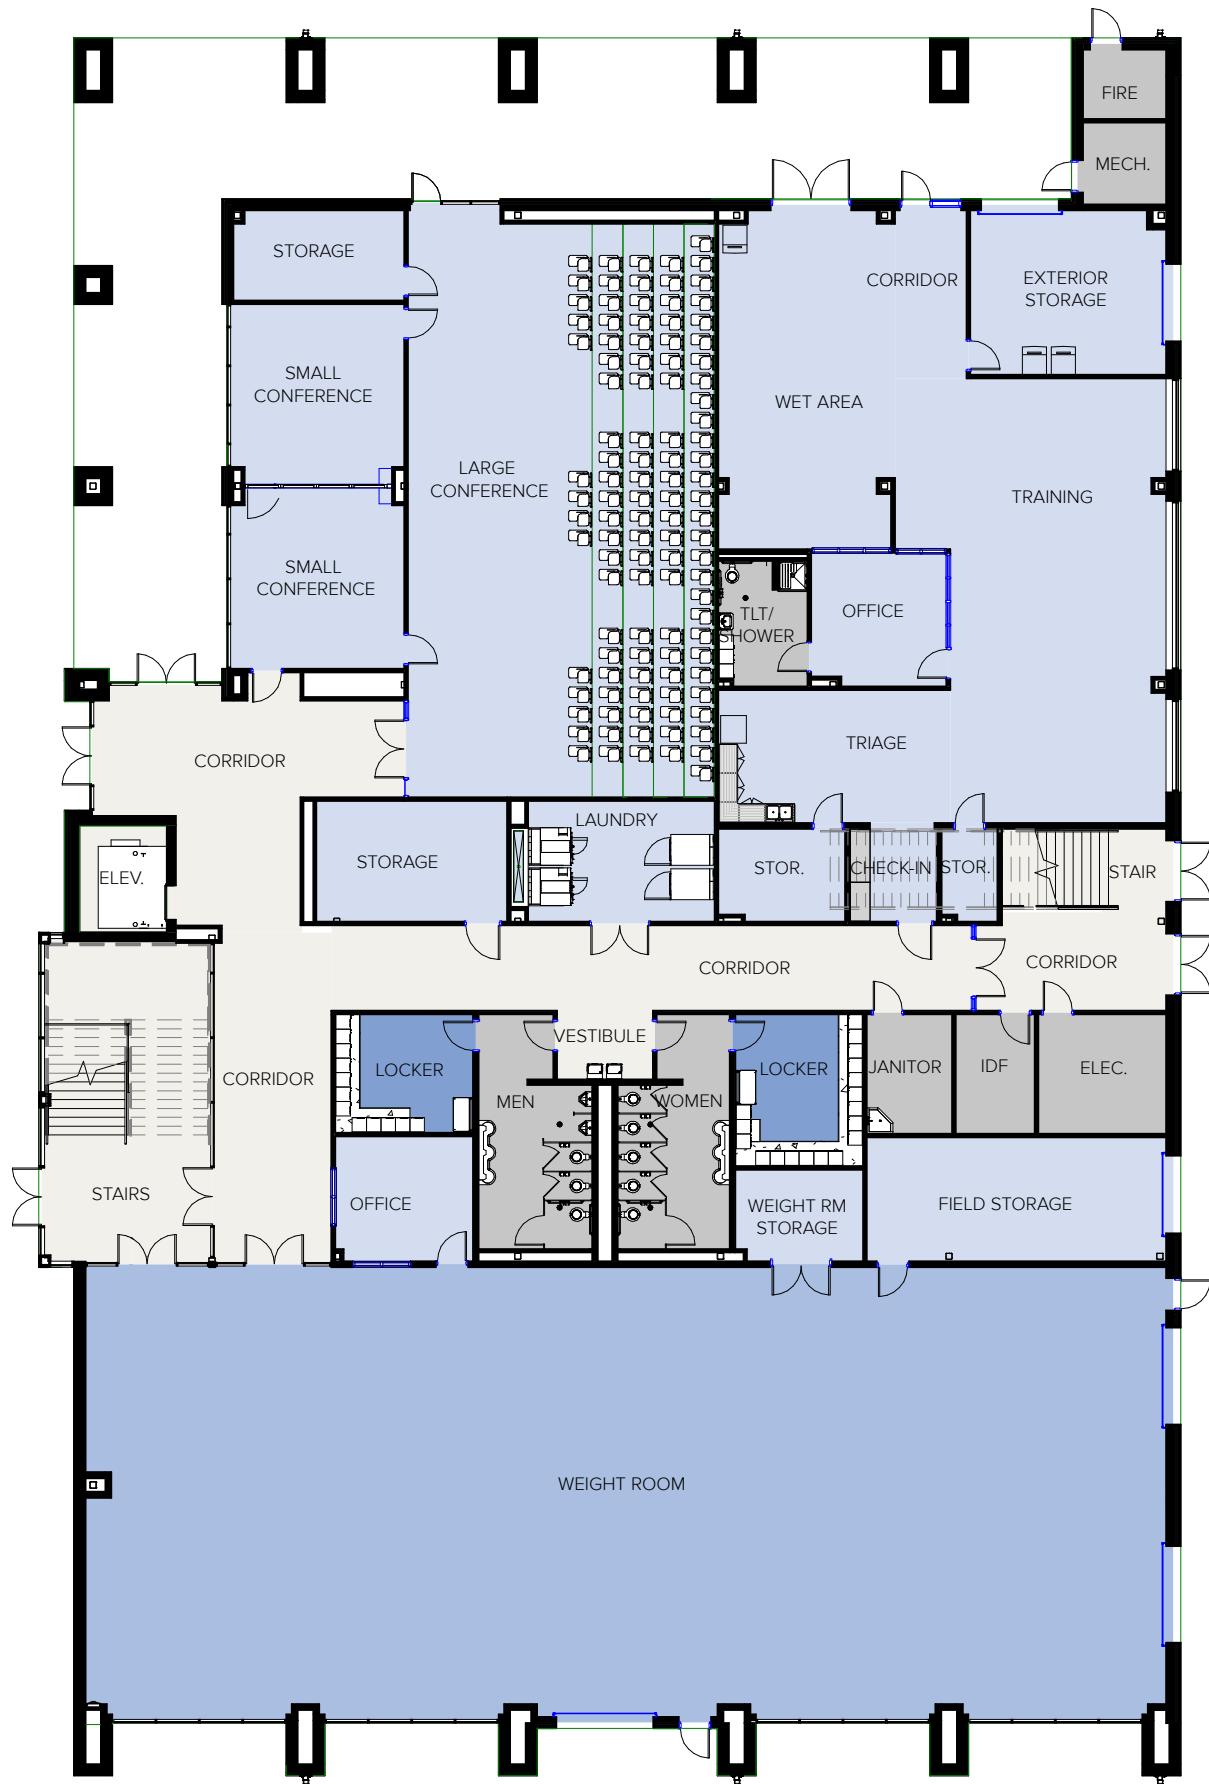 FIRE
MECH.
STORAGE
CORRIDOR
EXTERIOR
STORAGE
SMALL
CONFERENCE
WET AREA
LARGE
CONFERENCE
TRAINING
SMALL
CONFERENCE
OFFICE
TLT/
SHOWER
CORRIDOR
TRIAGE
LAUNDRY
STORAGE
ELEV.
STOR.
CHECK-IN
STOR.
STAIR
CORRIDOR
CORRIDOR
VESTIBULE
LOCKER
LOCKER
JANITOR
IDF
ELEC.
CORRIDOR
MEN
WOMEN
STAIRS
OFFICE
WEIGHT RM
STORAGE
FIELD STORAGE
WEIGHT ROOM